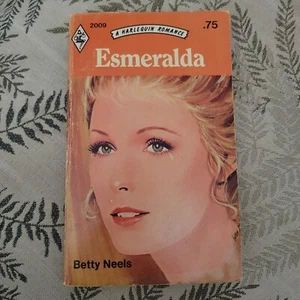 2009
A HARLEQUIN ROMANCE
.75
Esmeralda
Betty Neels